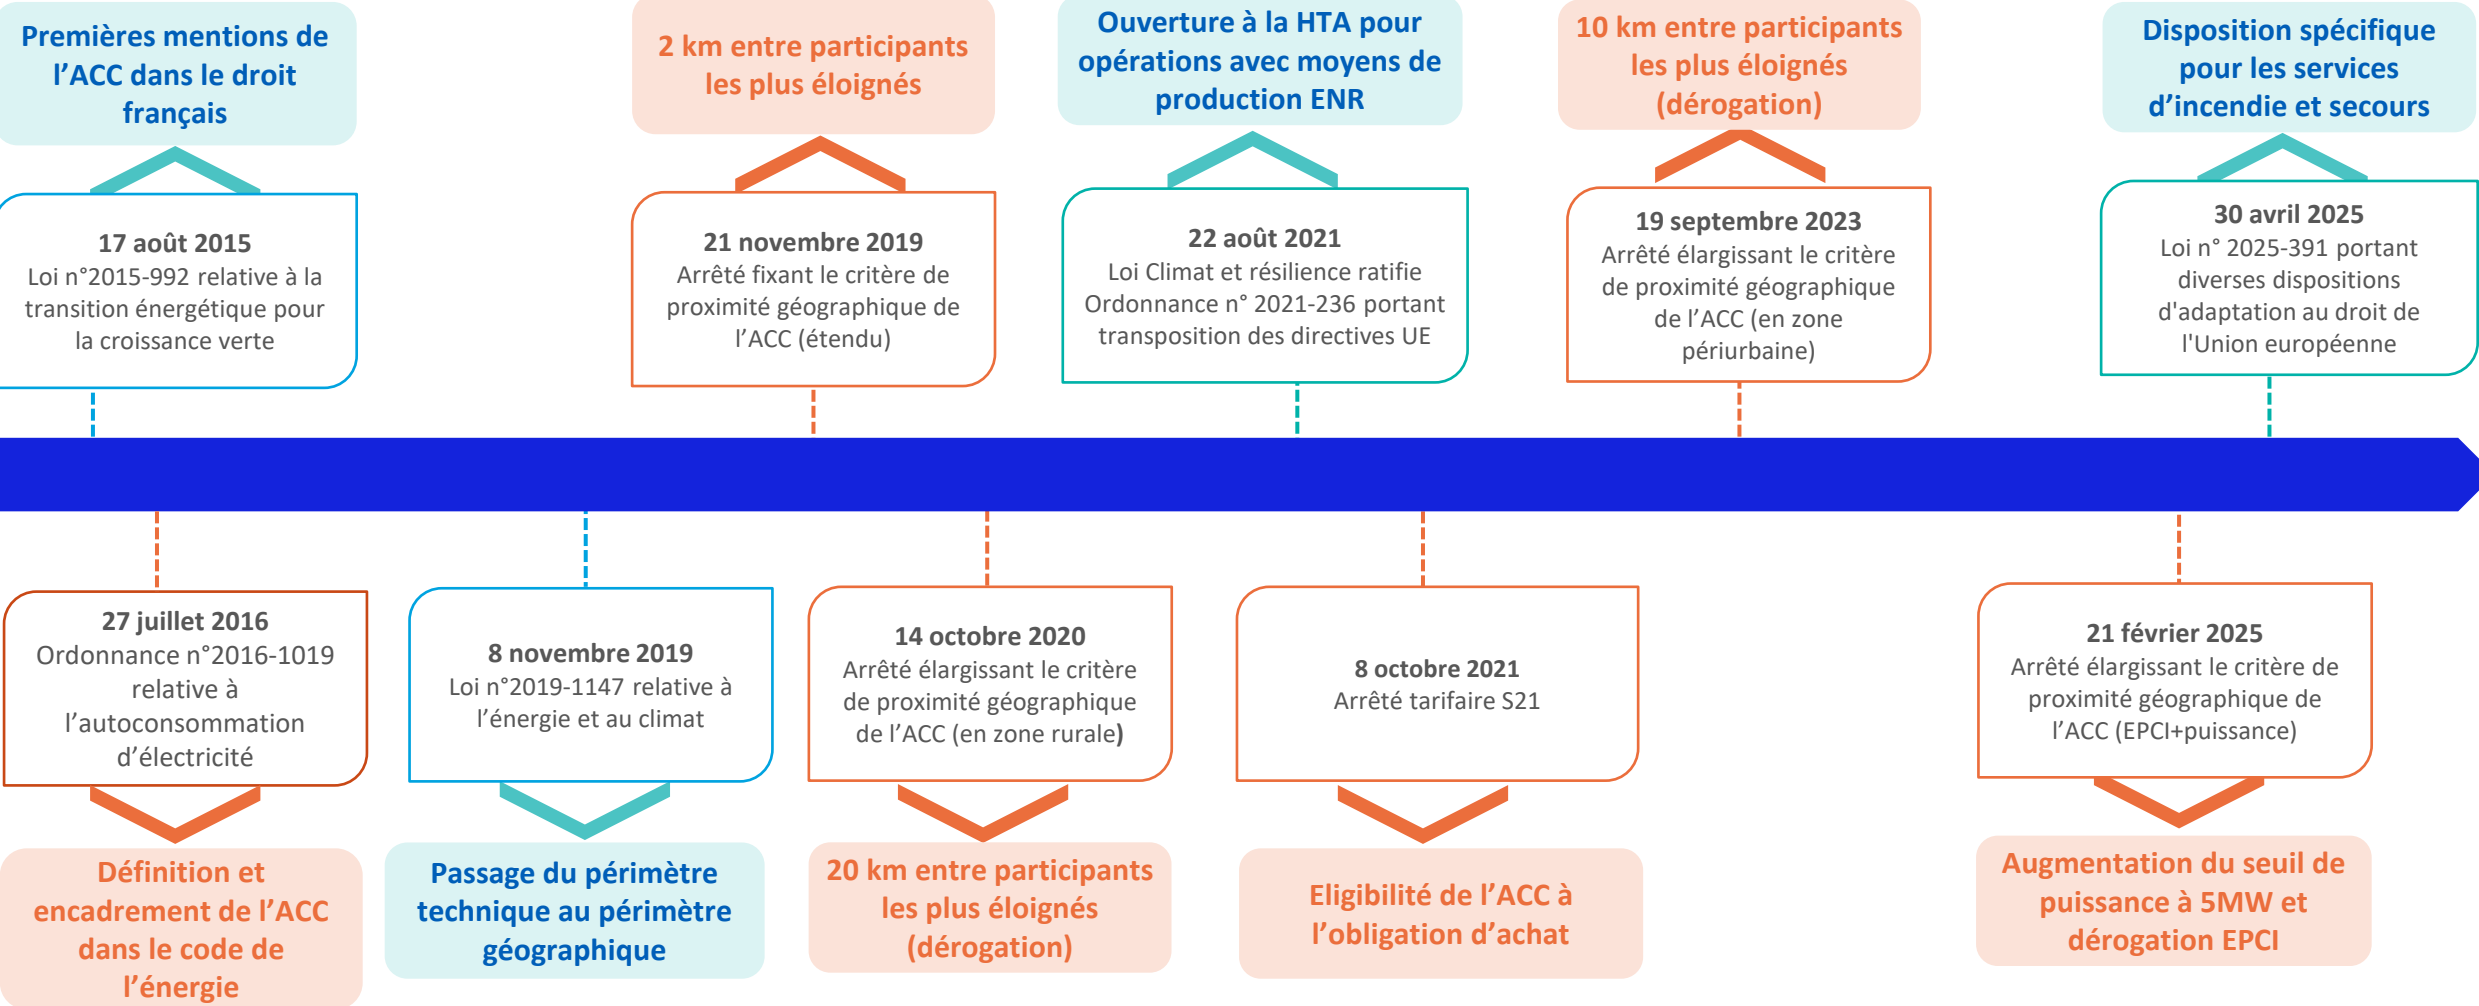 Premières mentions de
l’ACC dans le droit
français
17 août 2015
Loi n°2015-992 relative à la
transition énergétique pour
la croissance verte
2 km entre participants
les plus éloignés
21 novembre 2019
Arrêté fixant le critère de
proximité géographique de
l’ACC (étendu)
Ouverture à la HTA pour
opérations avec moyens de
production ENR
22 août 2021
Loi Climat et résilience ratifie
Ordonnance n° 2021-236 portant
transposition des directives UE
10 km entre participants
les plus éloignés
(dérogation)
19 septembre 2023
Arrêté élargissant le critère
de proximité géographique
de l’ACC (en zone
périurbaine)
Disposition spécifique
pour les services
d’incendie et secours
30 avril 2025
Loi n° 2025-391 portant
diverses dispositions
d'adaptation au droit de
l'Union européenne
27 juillet 2016
Ordonnance n°2016-1019
relative à
l’autoconsommation
d’électricité
Définition et
encadrement de l’ACC
dans le code de
l’énergie
8 novembre 2019
Loi n°2019-1147 relative à
l’énergie et au climat
Passage du périmètre
technique au périmètre
géographique
14 octobre 2020
Arrêté élargissant le critère
de proximité géographique
de l’ACC (en zone rurale)
20 km entre participants
les plus éloignés
(dérogation)
8 octobre 2021
Arrêté tarifaire S21
Eligibilité de l’ACC à
l’obligation d’achat
21 février 2025
Arrêté élargissant le critère de
proximité géographique de
l’ACC (EPCI+puissance)
Augmentation du seuil de
puissance à 5MW et
dérogation EPCI